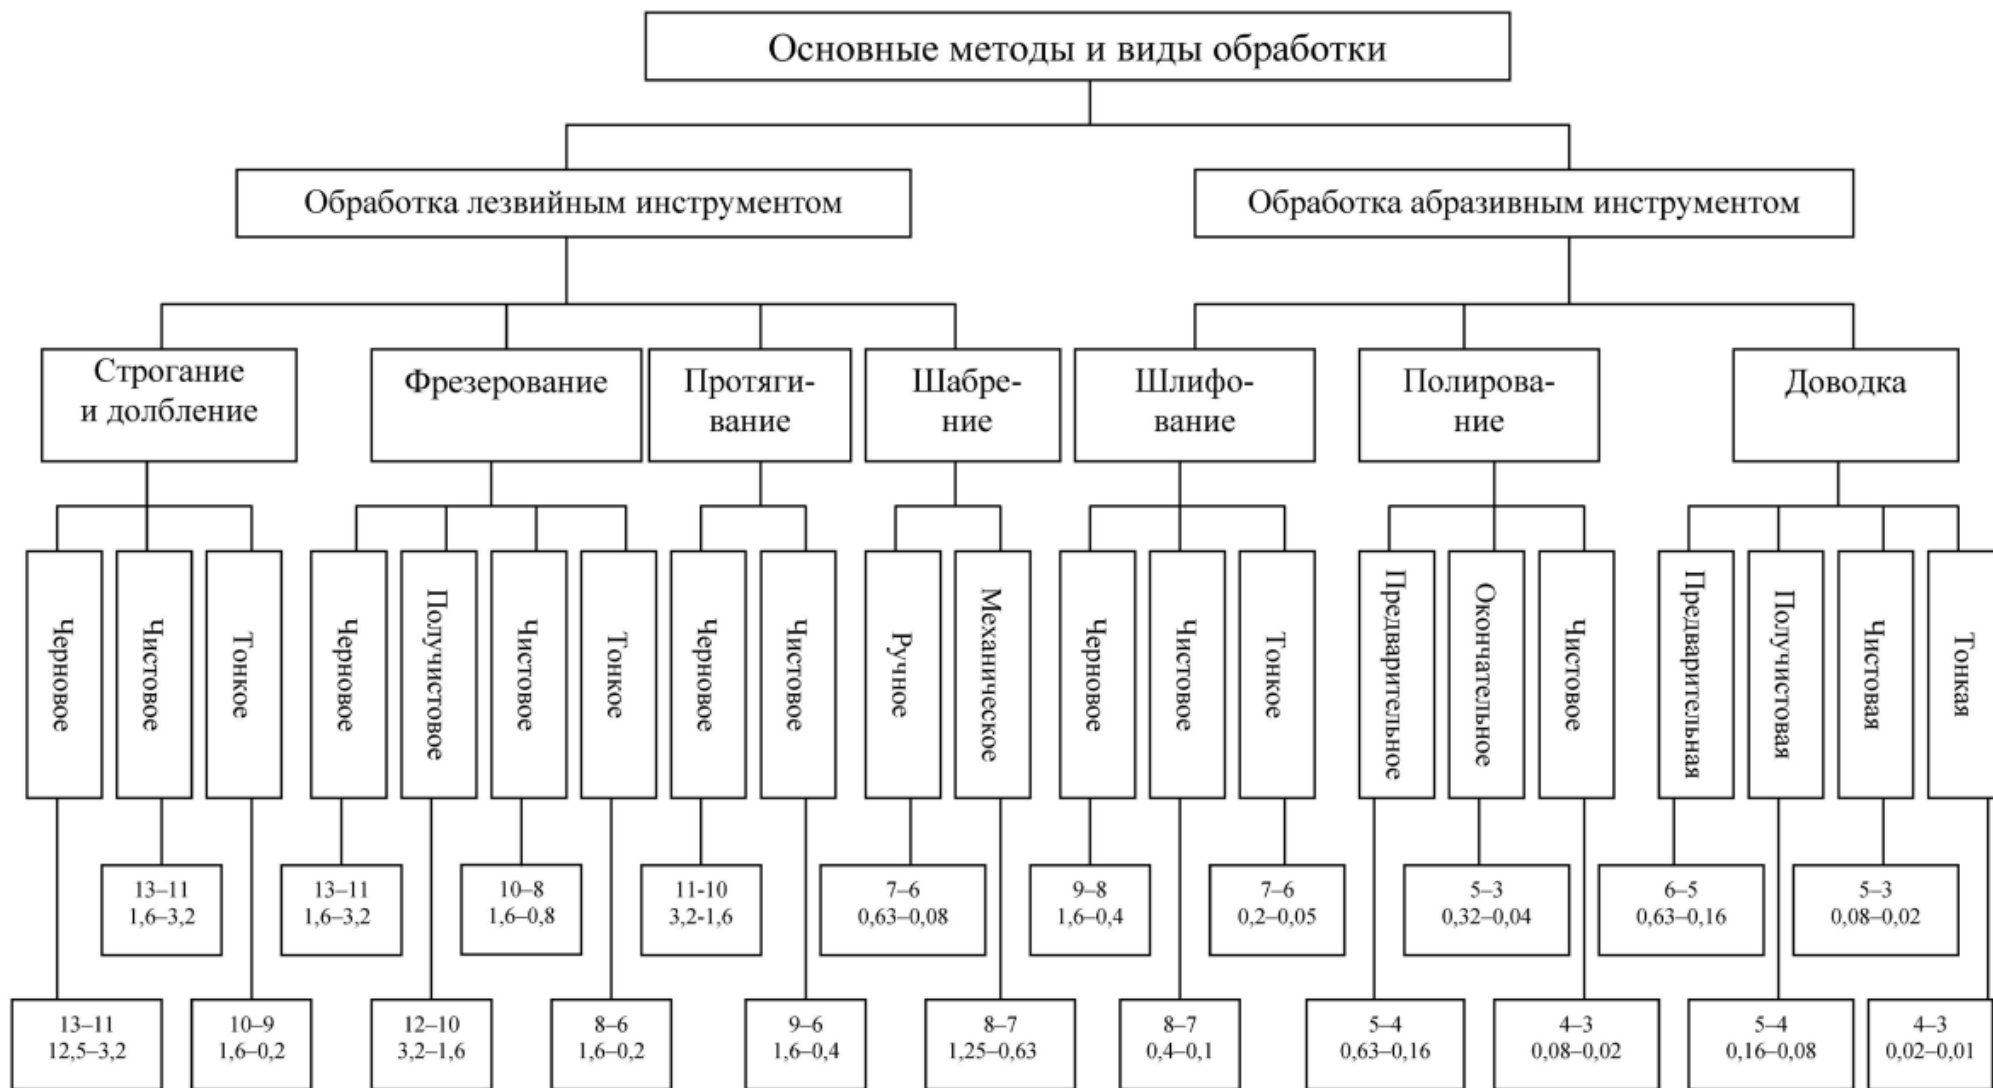 Основные методы и виды обработки
Обработка лезвийным инструментом
Обработка абразивным инструментом
Строгание
и долбление
Фрезерование
Протяги-
вание
Шабре-
ние
Шлифо-
вание
Полирова-
ние
Доводка
Черновое
Чистовое
Тонкое
Черновое
Получистовое
Чистовое
Тонкое
Черновое
Чистовое
Ручное
Механическое
Черновое
Чистовое
Тонкое
Предварительное
Окончательное
Чистовое
Предварительная
Получистовая
Чистовая
Тонкая
13–11
1,6–3,2
13–11
1,6–3,2
10–8
1,6–0,8
11-10
3,2-1,6
7–6
0,63–0,08
9–8
1,6–0,4
7–6
0,2–0,05
5–3
0,32–0,04
6–5
0,63–0,16
5–3
0,08–0,02
13–11
12,5–3,2
10–9
1,6–0,2
12–10
3,2–1,6
8–6
1,6–0,2
9–6
1,6–0,4
8–7
1,25–0,63
8–7
0,4–0,1
5–4
0,63–0,16
4–3
0,08–0,02
5–4
0,16–0,08
4–3
0,02–0,01